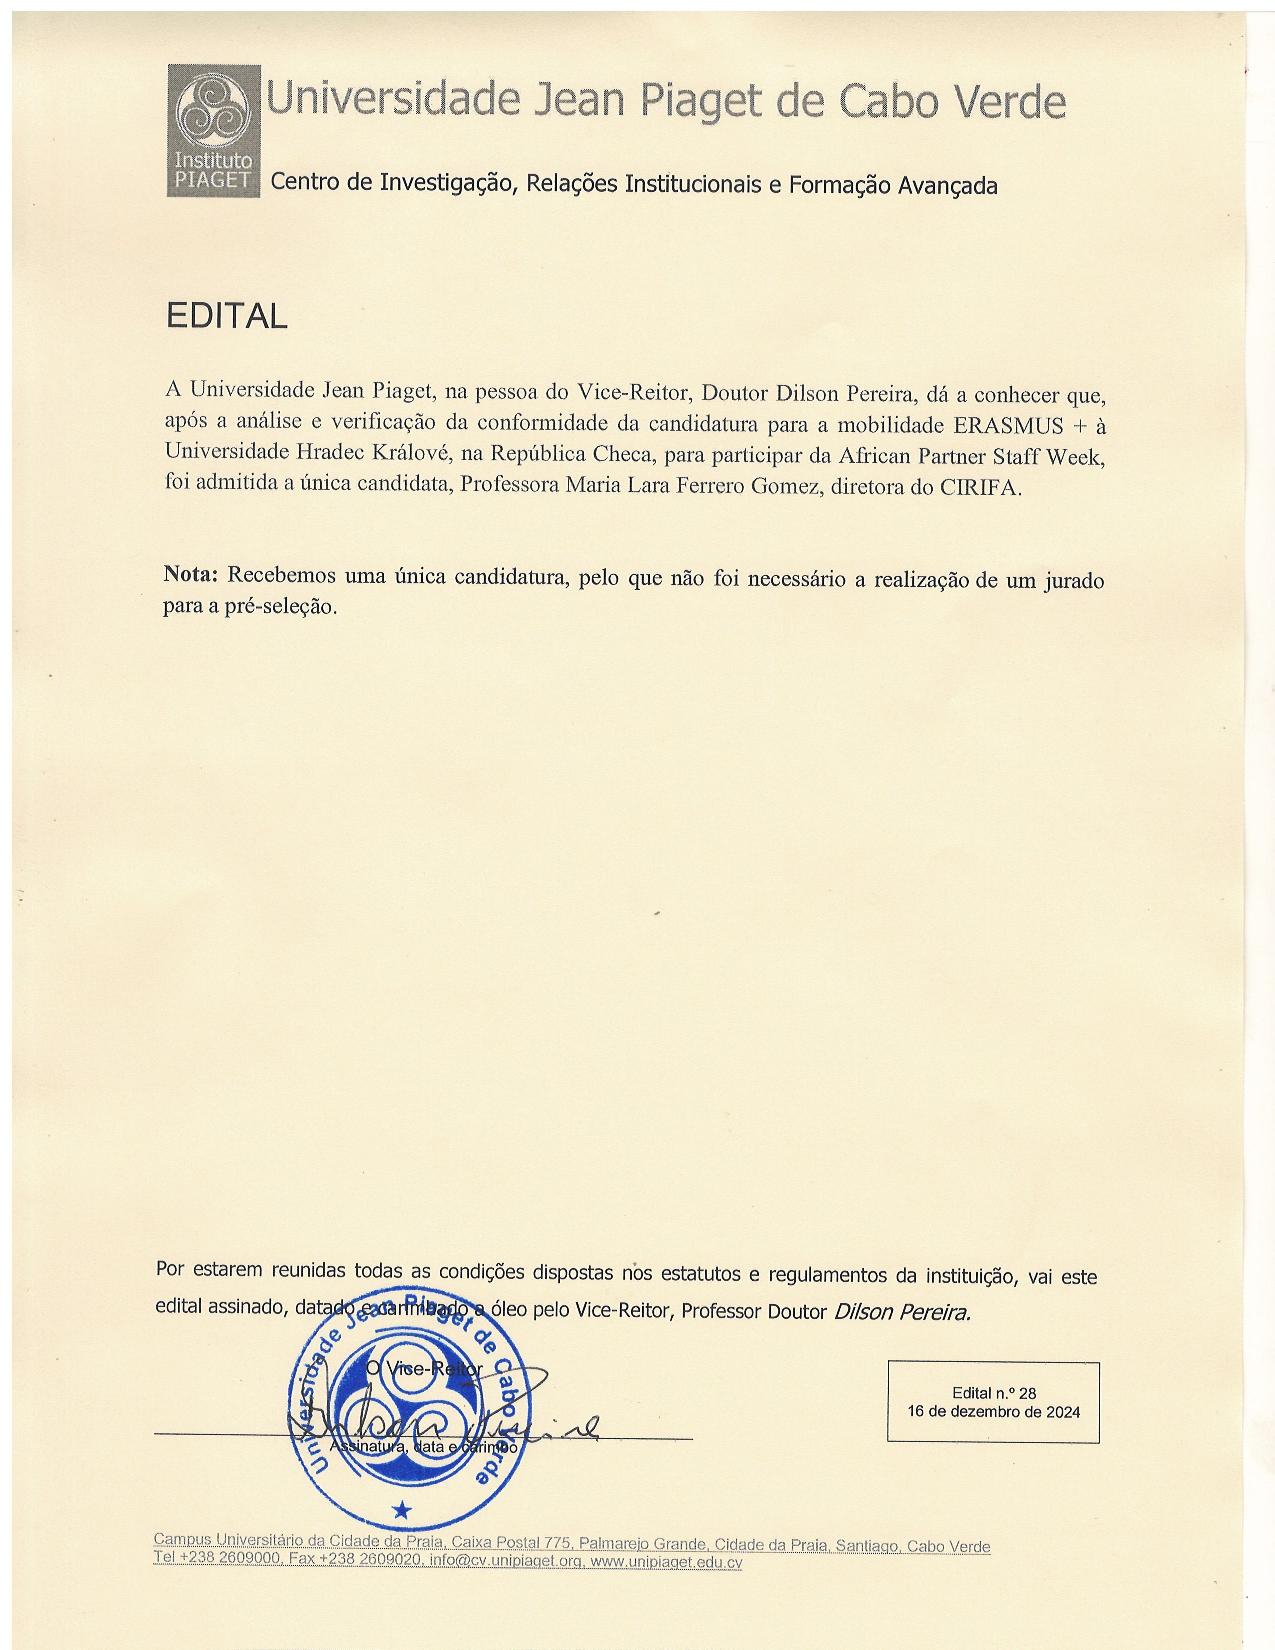 Universidade Jean Piaget de Cabo Verde
Instituto
PIAGET
Centro de Investigação, Relações Institucionais e Formação Avançada
EDITAL
A Universidade Jean Piaget, na pessoa do Vice-Reitor, Doutor Dilson Pereira, dá a conhecer que,
após a análise e verificação da conformidade da candidatura para a mobilidade ERASMUS + à
Universidade Hradec Králové, na República Checa, para participar da African Partner Staff Week,
foi admitida a única candidata, Professora Maria Lara Ferrero Gomez, diretora do CIRIFA.
Nota: Recebemos uma única candidatura, pelo que não foi necessário a realização de um jurado
para a pré-seleção.
Por estarem reunidas todas as condições dispostas nos estatutos e regulamentos da instituição, vai este
edital assinado, datado e carimbado a óleo pelo Vice-Reitor, Professor Doutor Dilson Pereira.
Universidade Jean Piaget de Cabo Verde
O Vice-Reitor
Dilson Pereira
Assinatura, data e carimbo
Edital n.º 28
16 de dezembro de 2024
Campus Universitário da Cidade da Praia, Caixa Postal 775, Palmarejo Grande, Cidade da Praia, Santiago, Cabo Verde
Tel +238 2609000, Fax +238 2609020, info@cv.unipiaget.org, www.unipiaget.edu.cv